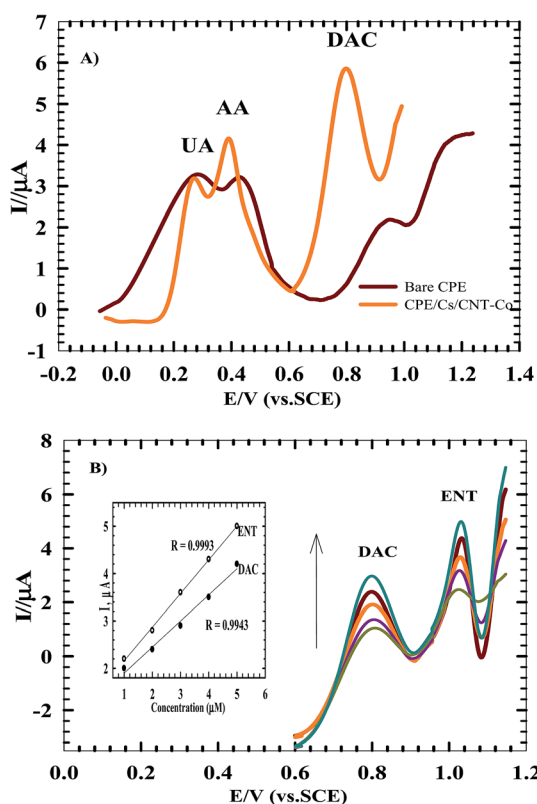 A)
DAC
AA
UA
7
6
5
4
3
2
1
0
-1
I//µA
Bare CPE
CPE/Cs/CNT-Co
-0.2 0.0 0.2 0.4 0.6 0.8 1.0 1.2 1.4
E/V (vs.SCE)
B)
ENT
DAC
8
6
4
2
0
-2
I//µA
5
4
3
2
I, µA
ENT
R = 0.9993
DAC
R = 0.9943
1 2 3 4 5 6
Concentration (µM)
0.0 0.2 0.4 0.6 0.8 1.0 1.2
E/V (vs.SCE)